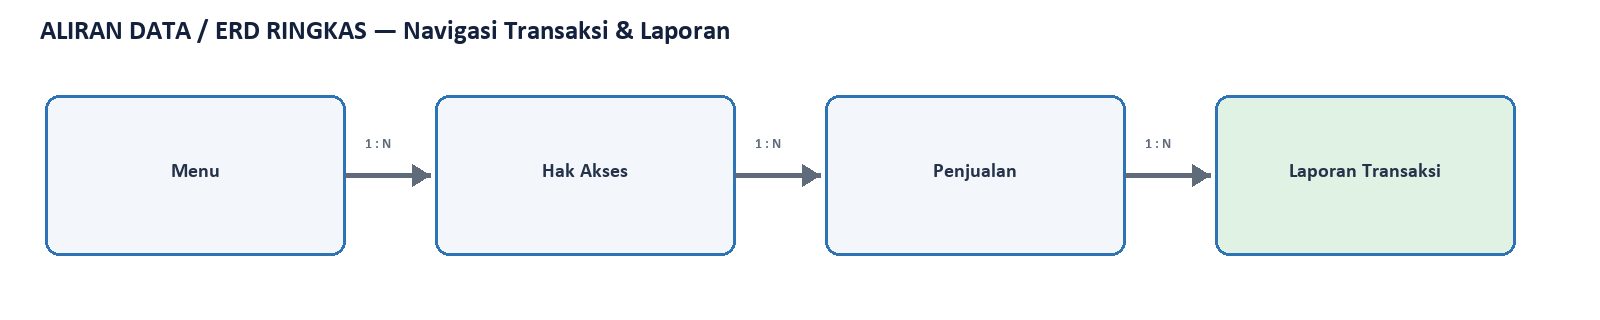 ALIRAN DATA / ERD RINGKAS — Navigasi Transaksi & Laporan
Menu
1 : N
Hak Akses
1 : N
Penjualan
1 : N
Laporan Transaksi